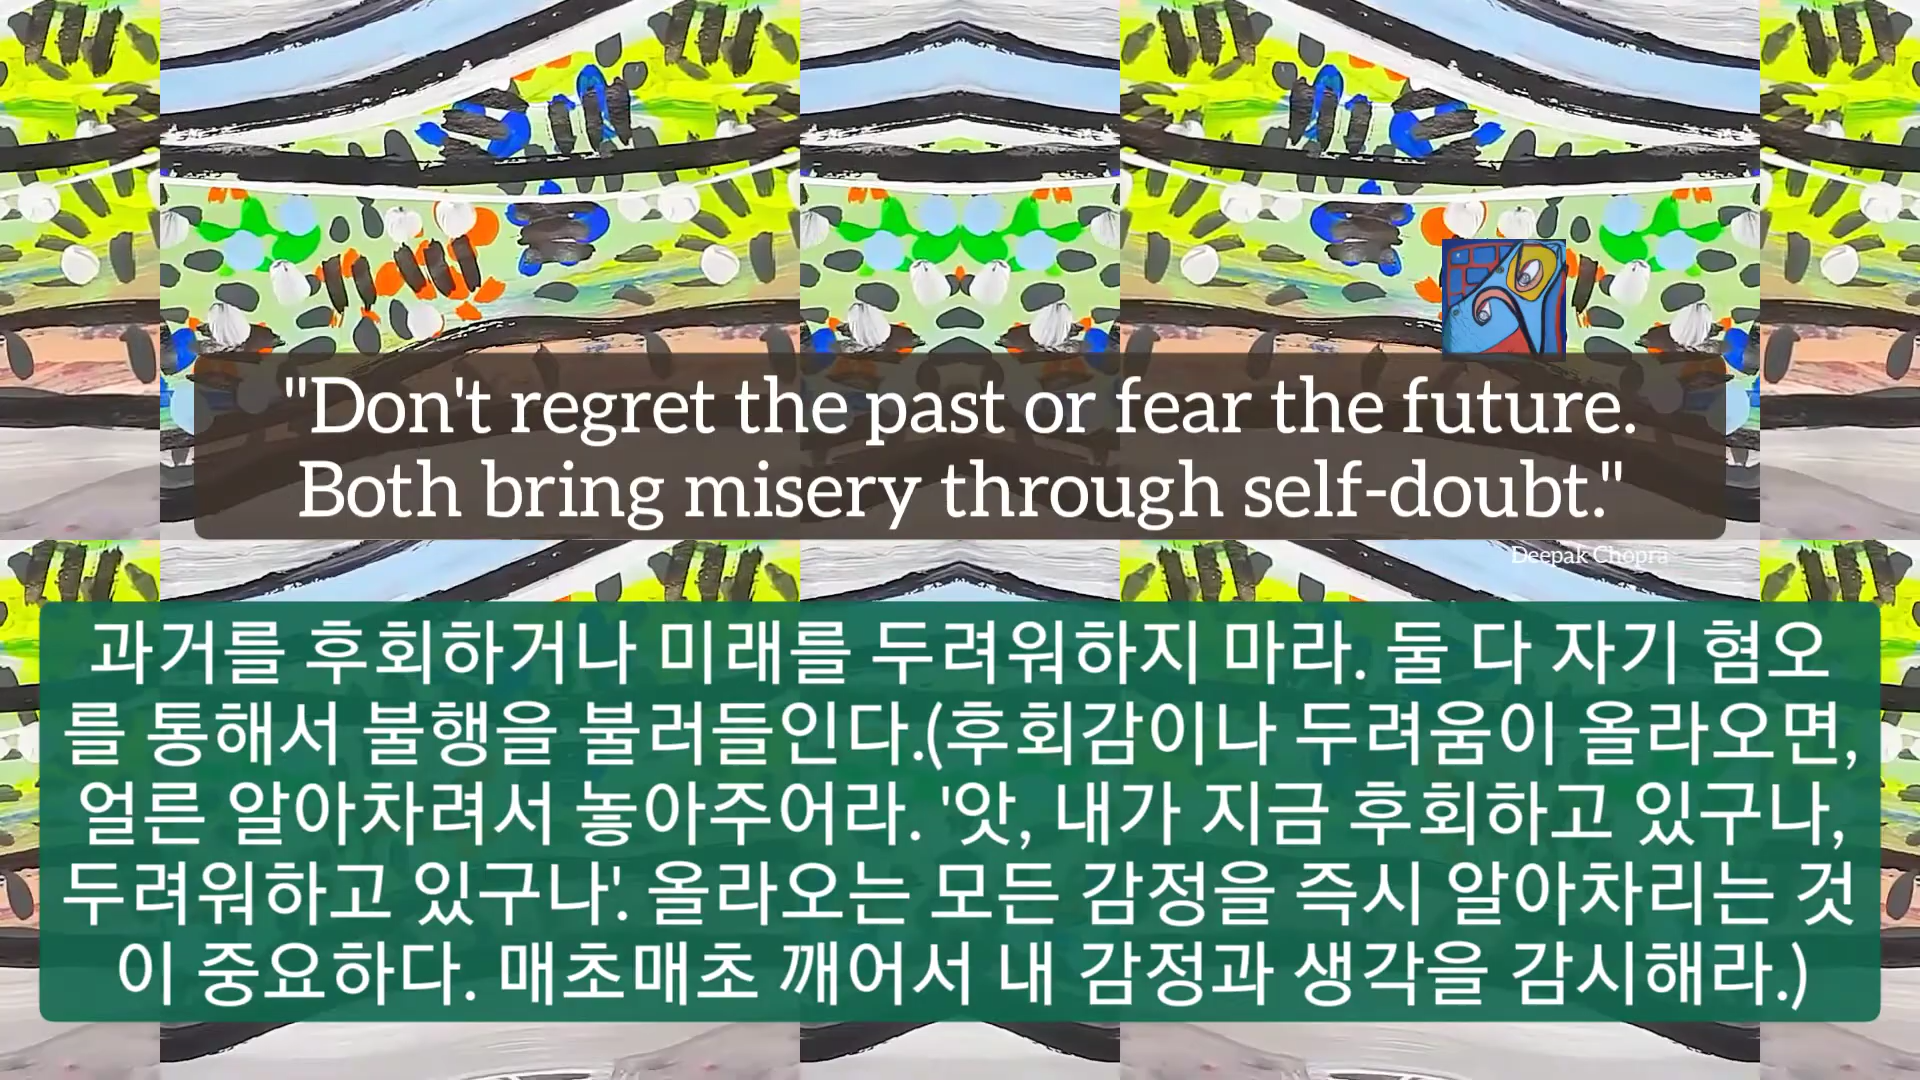 "Don't regret the past or fear the future.
Both bring misery through self-doubt."
Deepak Chopra
과거를 후회하거나 미래를 두려워하지 마라. 둘 다 자기 혐오
를 통해서 불행을 불러들인다.(후회감이나 두려움이 올라오면,
얼른 알아차려서 놓아주어라. '앗, 내가 지금 후회하고 있구나,
두려워하고 있구나'. 올라오는 모든 감정을 즉시 알아차리는 것
이 중요하다. 매초매초 깨어서 내 감정과 생각을 감시해라.)